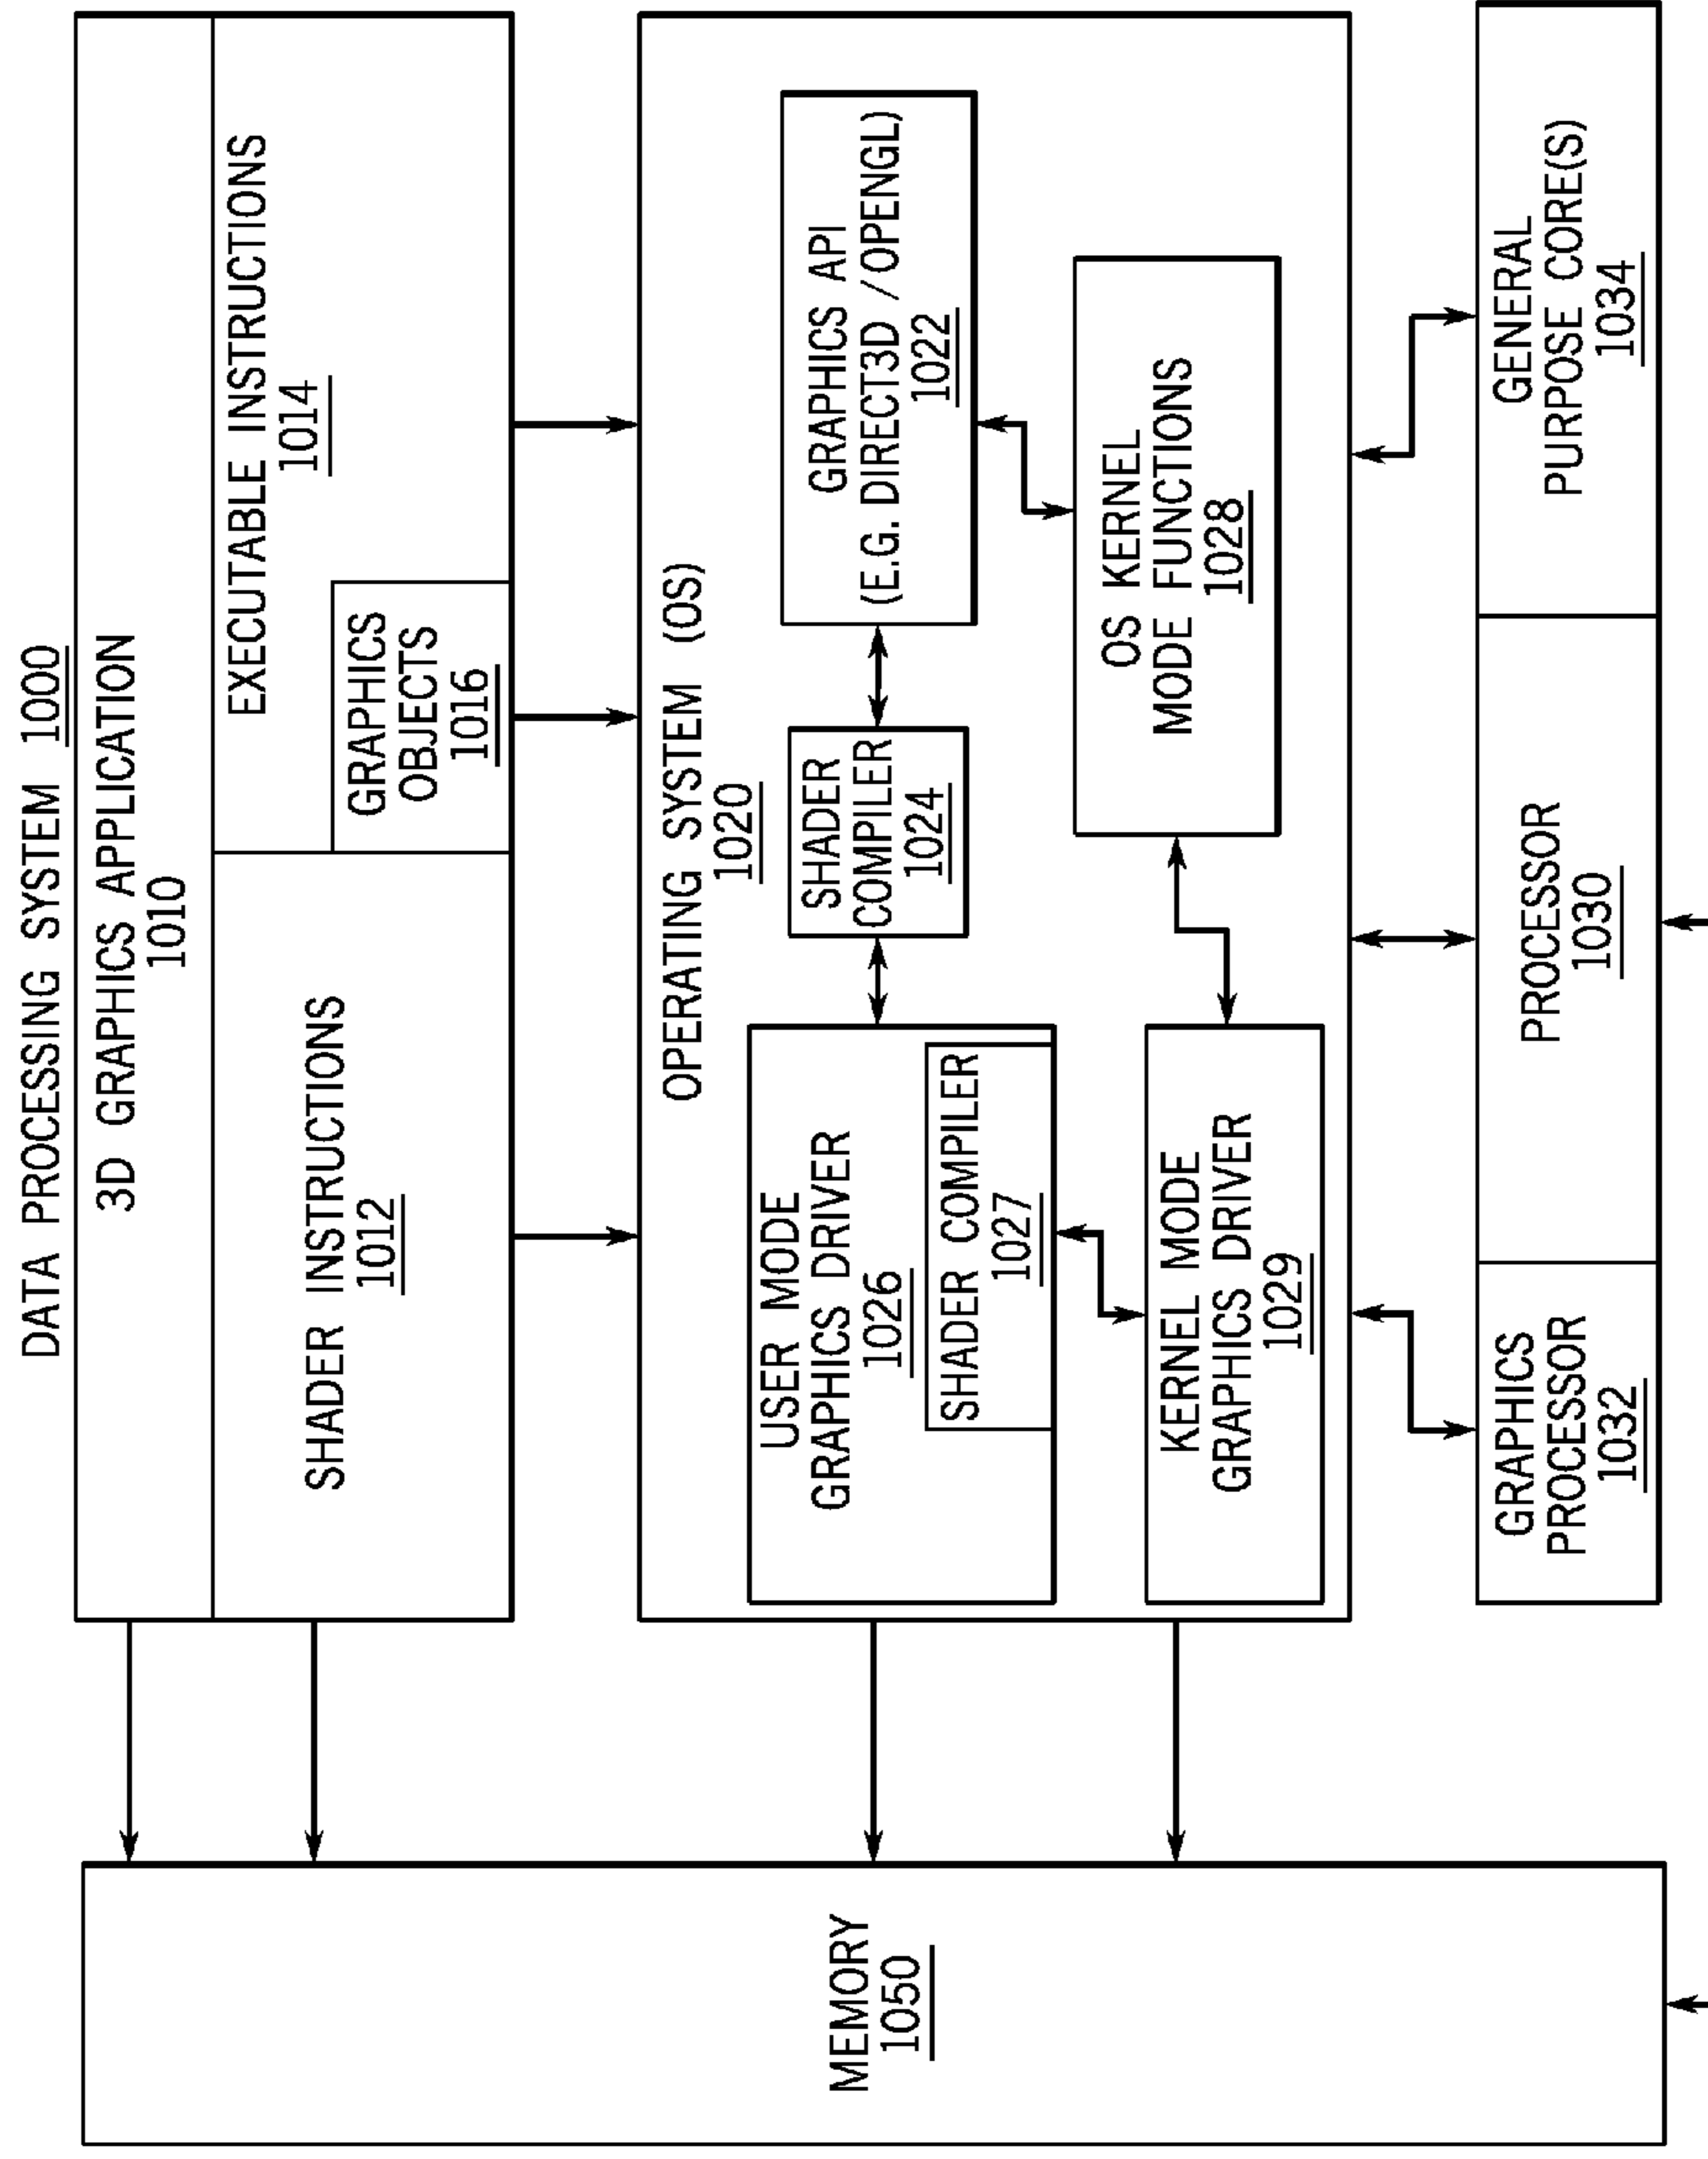 DATA PROCESSING SYSTEM 1000
3D GRAPHICS APPLICATION
1010
SHADER INSTRUCTIONS
1012
EXECUTABLE INSTRUCTIONS
1014
GRAPHICS
OBJECTS
1016
OPERATING SYSTEM (OS)
1020
USER MODE
GRAPHICS DRIVER
1026
SHADER COMPILER
1027
SHADER
COMPILER
1024
GRAPHICS API
(E.G. DIRECT3D /OPENGL)
1022
KERNEL MODE
GRAPHICS DRIVER
1029
OS KERNEL
MODE FUNCTIONS
1028
GRAPHICS
PROCESSOR
1032
PROCESSOR
1030
GENERAL
PURPOSE CORE(S)
1034
MEMORY
1050